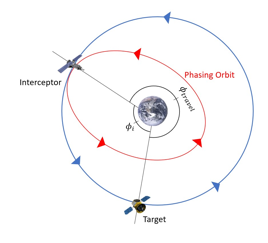 Phasing Orbit
Interceptor
ϕtravel
ϕi
Target